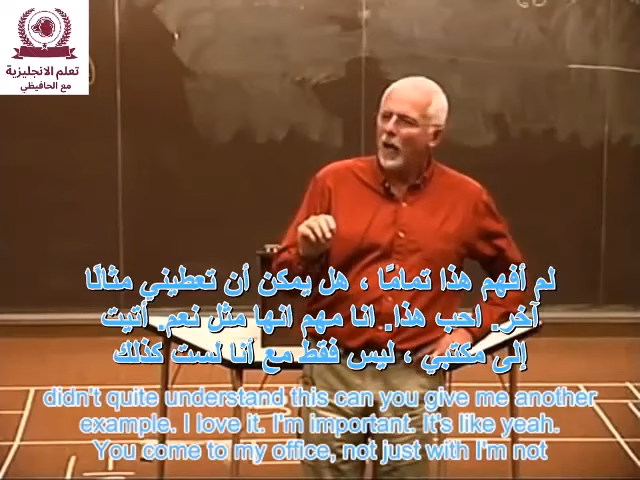 تعلم الانجليزية
مع الحافيظي
لم أفهم هذا تمامًا ، هل يمكن أن تعطيني مثالًا
آخر. احب هذا. انا مهم انها مثل نعم. أتيت
إلى مكتبي ، ليس فقط مع أنا لست كذلك
didn't quite understand this can you give me another
example. I love it. I'm important. It's like yeah.
You come to my office, not just with I'm not